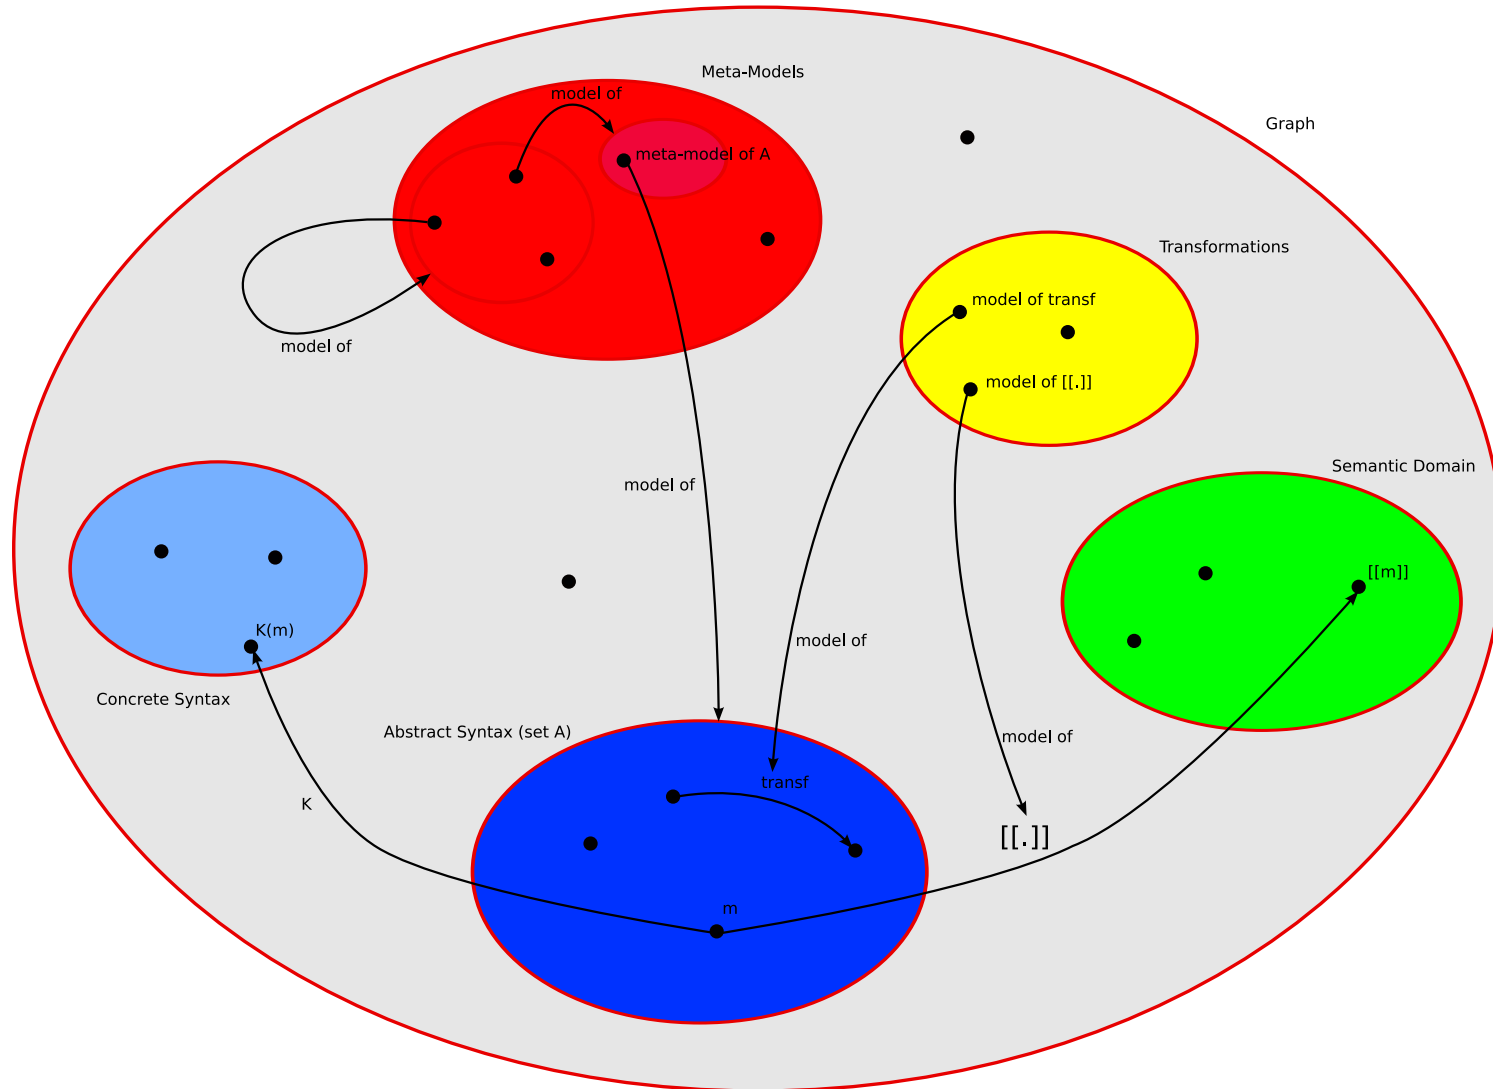 Meta-Models
model of
Graph
meta-model of A
Transformations
model of transf
model of
model of [[.]]
Semantic Domain
model of
[[m]]
K(m)
model of
Concrete Syntax
Abstract Syntax (set A)
model of
transf
K
[[.]]
m